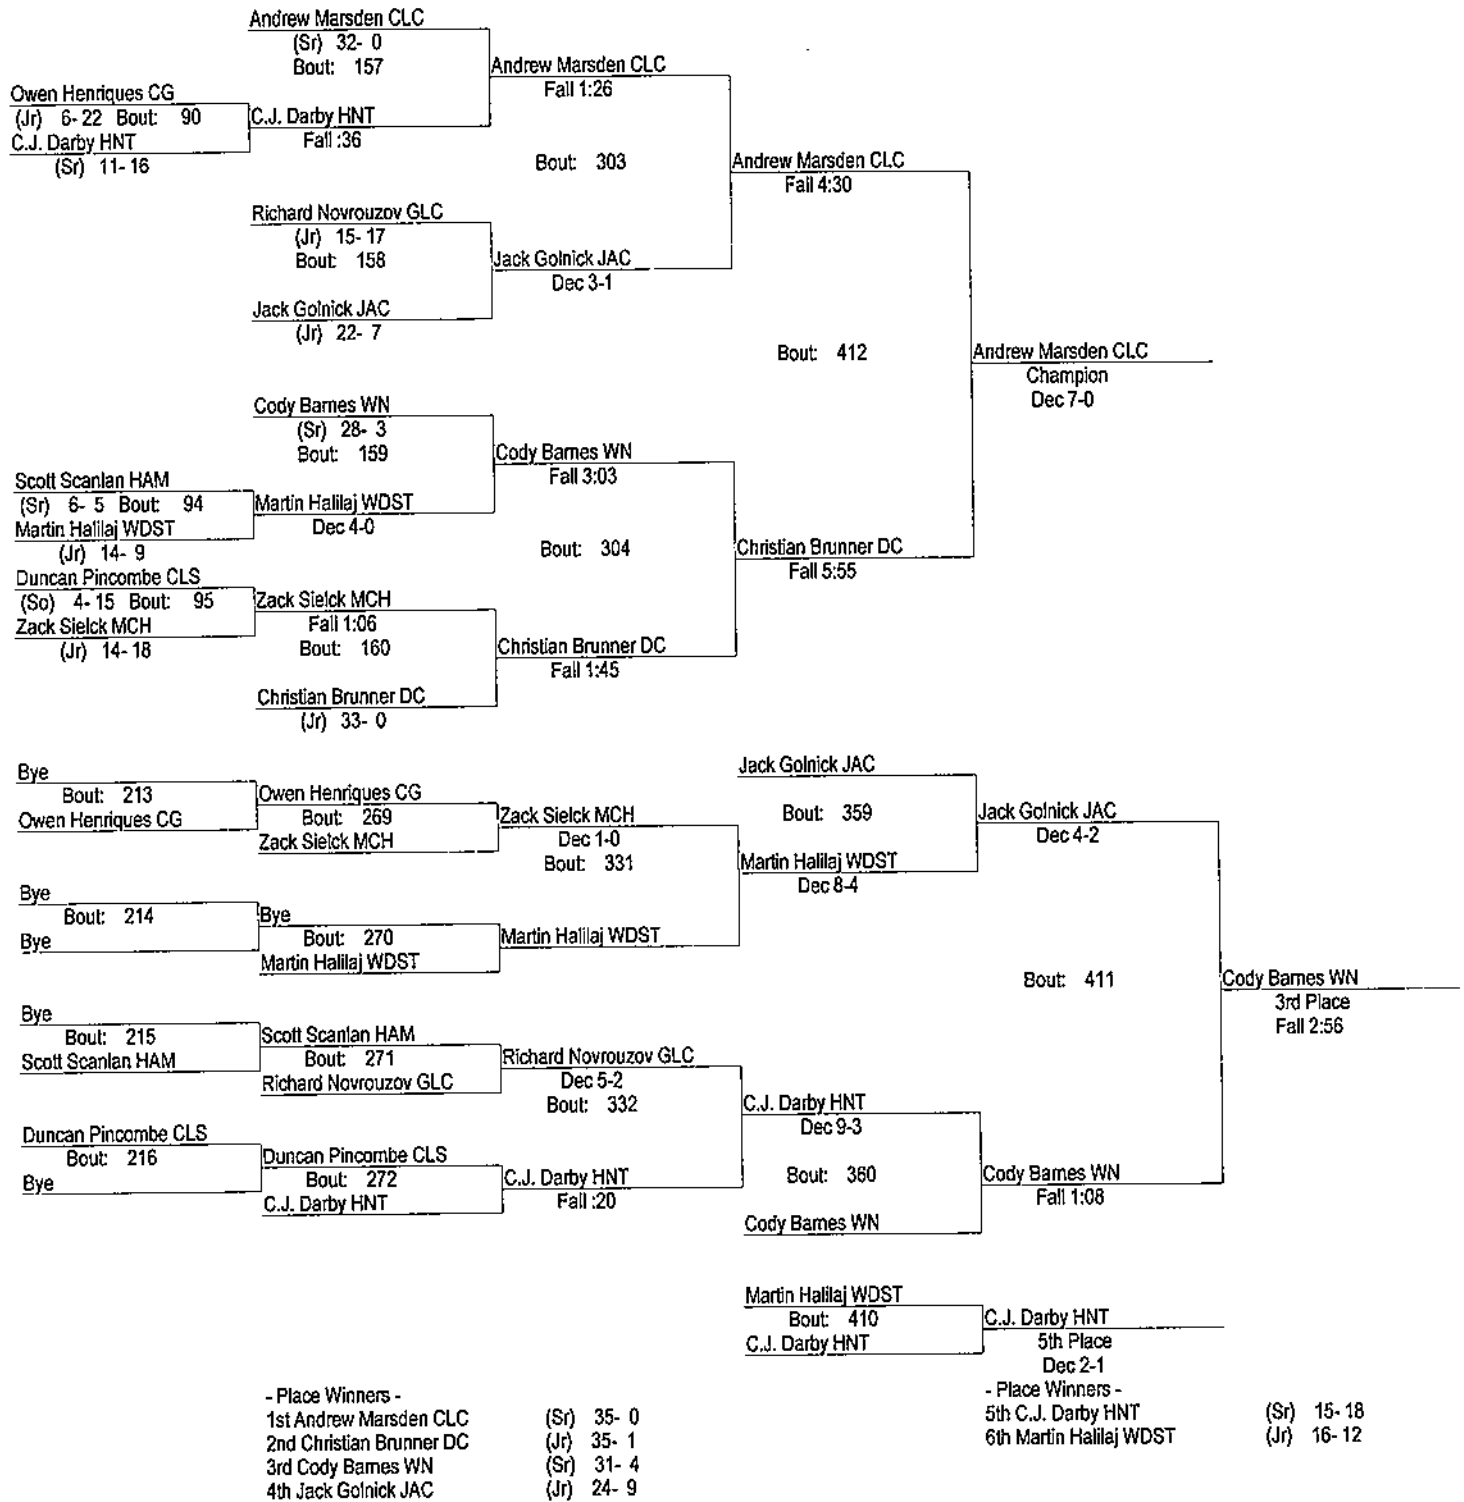 Andrew Marsden CLC
(Sr) 32- 0
Bout: 157
Andrew Marsden CLC
Fall 1:26
Owen Henriques CG
(Jr) 6- 22 Bout: 90
C.J. Darby HNT
(Sr) 11- 16
C.J. Darby HNT
Fall :36
Bout: 303
Andrew Marsden CLC
Fall 4:30
Richard Novrouzov GLC
(Jr) 15- 17
Bout: 158
Jack Golnick JAC
Dec 3-1
Jack Golnick JAC
(Jr) 22- 7
Bout: 412
Andrew Marsden CLC
Champion
Dec 7-0
Cody Barnes WN
(Sr) 28- 3
Bout: 159
Cody Barnes WN
Fall 3:03
Scott Scanlan HAM
(Sr) 6- 5 Bout: 94
Martin Halilaj WDST
(Jr) 14- 9
Martin Halilaj WDST
Dec 4-0
Bout: 304
Christian Brunner DC
Fall 5:55
Duncan Pincombe CLS
(So) 4- 15 Bout: 95
Zack Sielck MCH
(Jr) 14- 18
Zack Sielck MCH
Fall 1:06
Bout: 160
Christian Brunner DC
Fall 1:45
Christian Brunner DC
(Jr) 33- 0
Bye
Bout: 213
Owen Henriques CG
Owen Henriques CG
Bout: 269
Zack Sielck MCH
Zack Sielck MCH
Dec 1-0
Bout: 331
Jack Golnick JAC
Bout: 359
Martin Halilaj WDST
Dec 8-4
Jack Golnick JAC
Dec 4-2
Bye
Bout: 214
Bye
Bye
Bout: 270
Martin Halilaj WDST
Martin Halilaj WDST
Bout: 411
Cody Barnes WN
3rd Place
Fall 2:56
Bye
Bout: 215
Scott Scanlan HAM
Scott Scanlan HAM
Bout: 271
Richard Novrouzov GLC
Richard Novrouzov GLC
Dec 5-2
Bout: 332
C.J. Darby HNT
Dec 9-3
Bout: 360
Cody Barnes WN
Cody Barnes WN
Fall 1:08
Duncan Pincombe CLS
Bout: 216
Bye
Duncan Pincombe CLS
Bout: 272
C.J. Darby HNT
C.J. Darby HNT
Fall :20
Martin Halilaj WDST
Bout: 410
C.J. Darby HNT
C.J. Darby HNT
5th Place
Dec 2-1
- Place Winners -
1st Andrew Marsden CLC (Sr) 35- 0
2nd Christian Brunner DC (Jr) 35- 1
3rd Cody Barnes WN (Sr) 31- 4
4th Jack Golnick JAC (Jr) 24- 9
- Place Winners -
5th C.J. Darby HNT (Sr) 15- 18
6th Martin Halilaj WDST (Jr) 16- 12